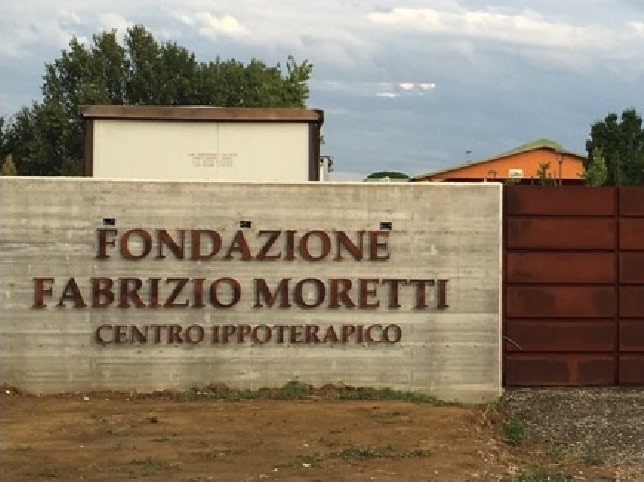 FONDAZIONE
FABRIZIO MORETTI
CENTRO IPPOTERAPICO